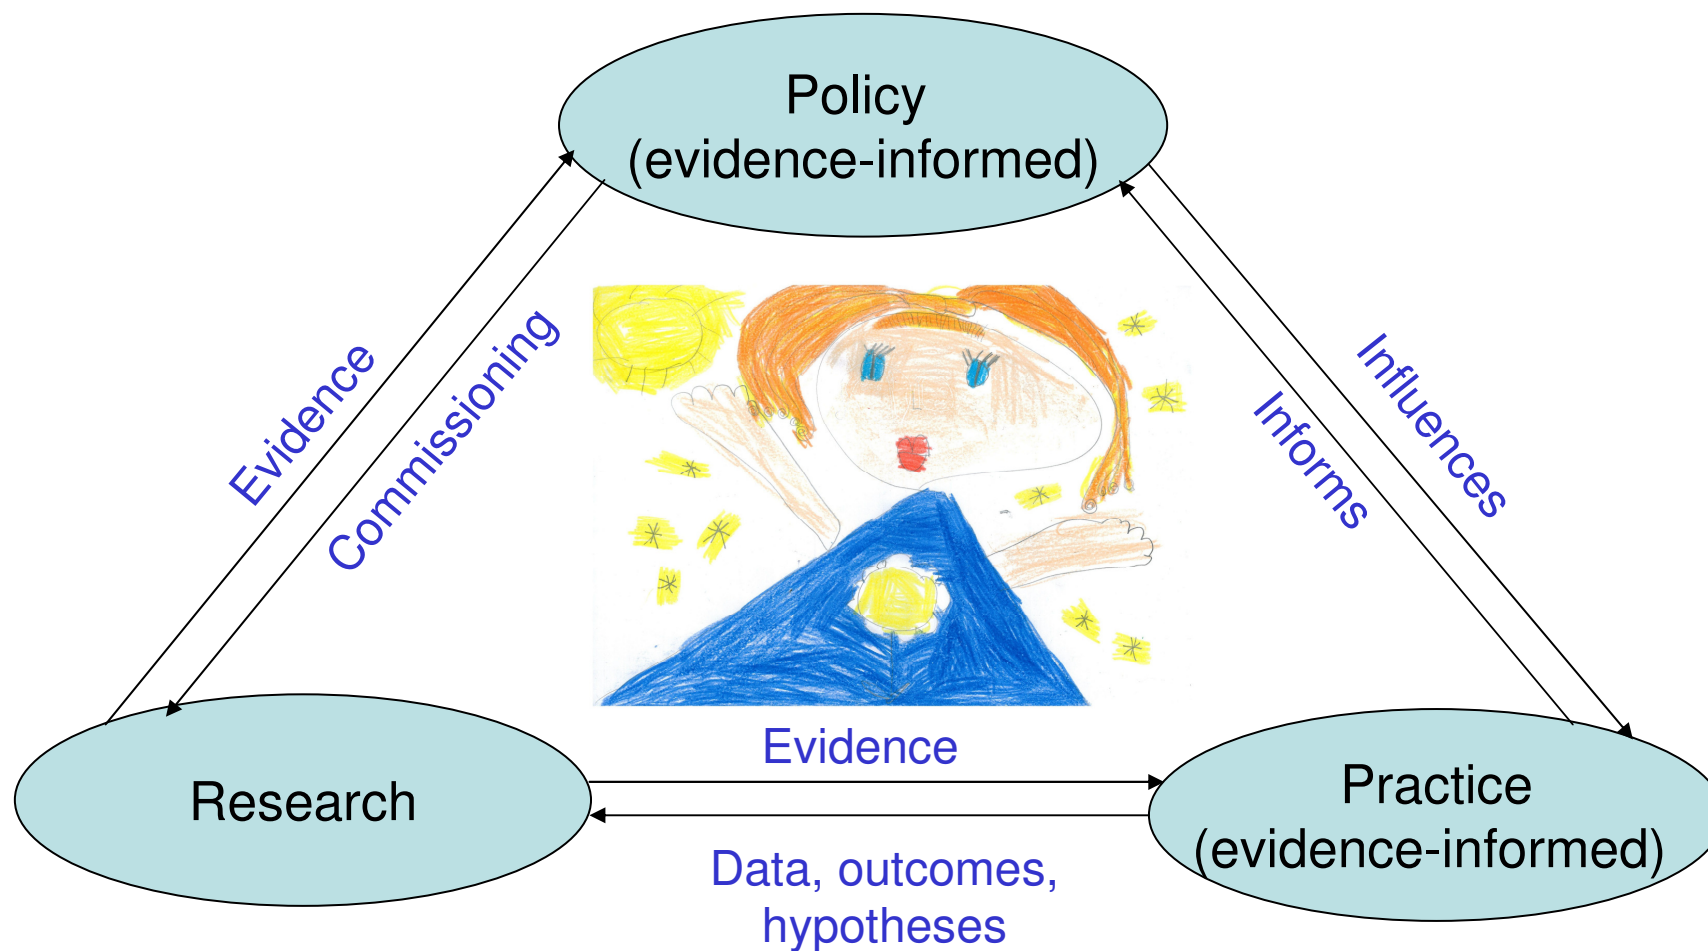 Policy
(evidence-informed)
Evidence
Commissioning
Influences
Informs
Evidence
Research
Practice
(evidence-informed)
Data, outcomes,
hypotheses